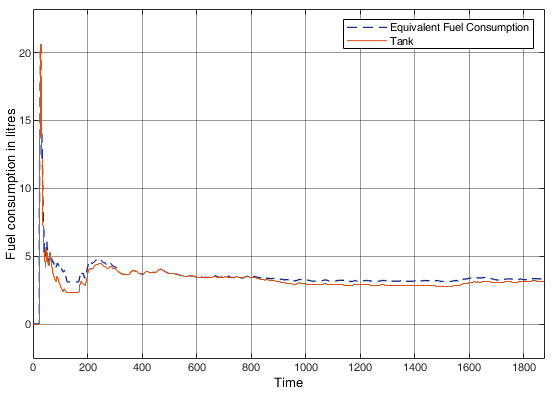 Equivalent Fuel Consumption
Tank
Fuel consumption in litres
20
15
10
5
0
0 200 400 600 800 1000 1200 1400 1600 1800
Time